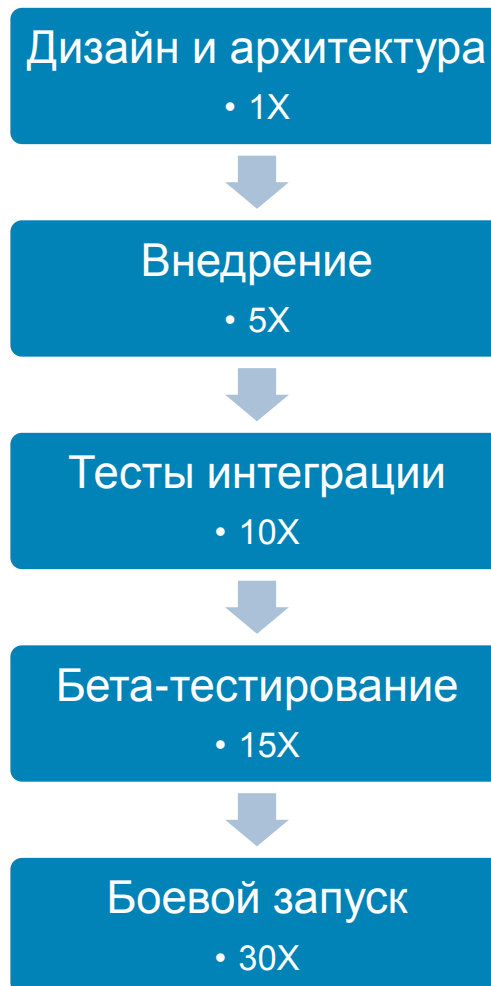 Дизайн и архитектура
• 1X
Внедрение
• 5X
Тесты интеграции
• 10X
Бета-тестирование
• 15X
Боевой запуск
• 30X